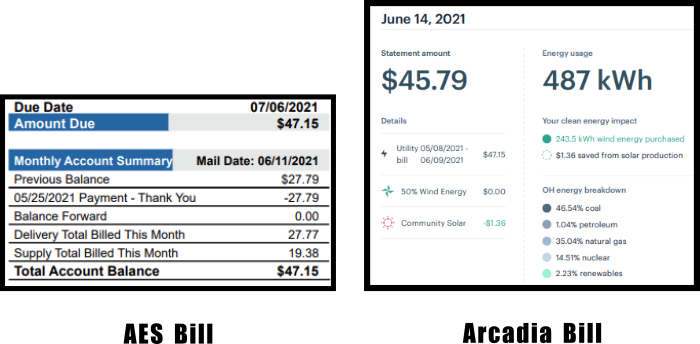 Due Date 07/06/2021
Amount Due $47.15
Monthly Account Summary Mail Date: 06/11/2021
Previous Balance $27.79
05/25/2021 Payment - Thank You -27.79
Balance Forward 0.00
Delivery Total Billed This Month 27.77
Supply Total Billed This Month 19.38
Total Account Balance $47.15
AES Bill
June 14, 2021
Statement amount
$45.79
Details
Utility 05/08/2021 -
bill 06/09/2021 $47.15
50% Wind Energy $0.00
Community Solar -$1.36
Energy usage
487 kWh
Your clean energy impact
243.5 kWh wind energy purchased
$1.36 saved from solar production
OH energy breakdown
46.54% coal
1.04% petroleum
35.04% natural gas
14.51% nuclear
2.23% renewables
Arcadia Bill